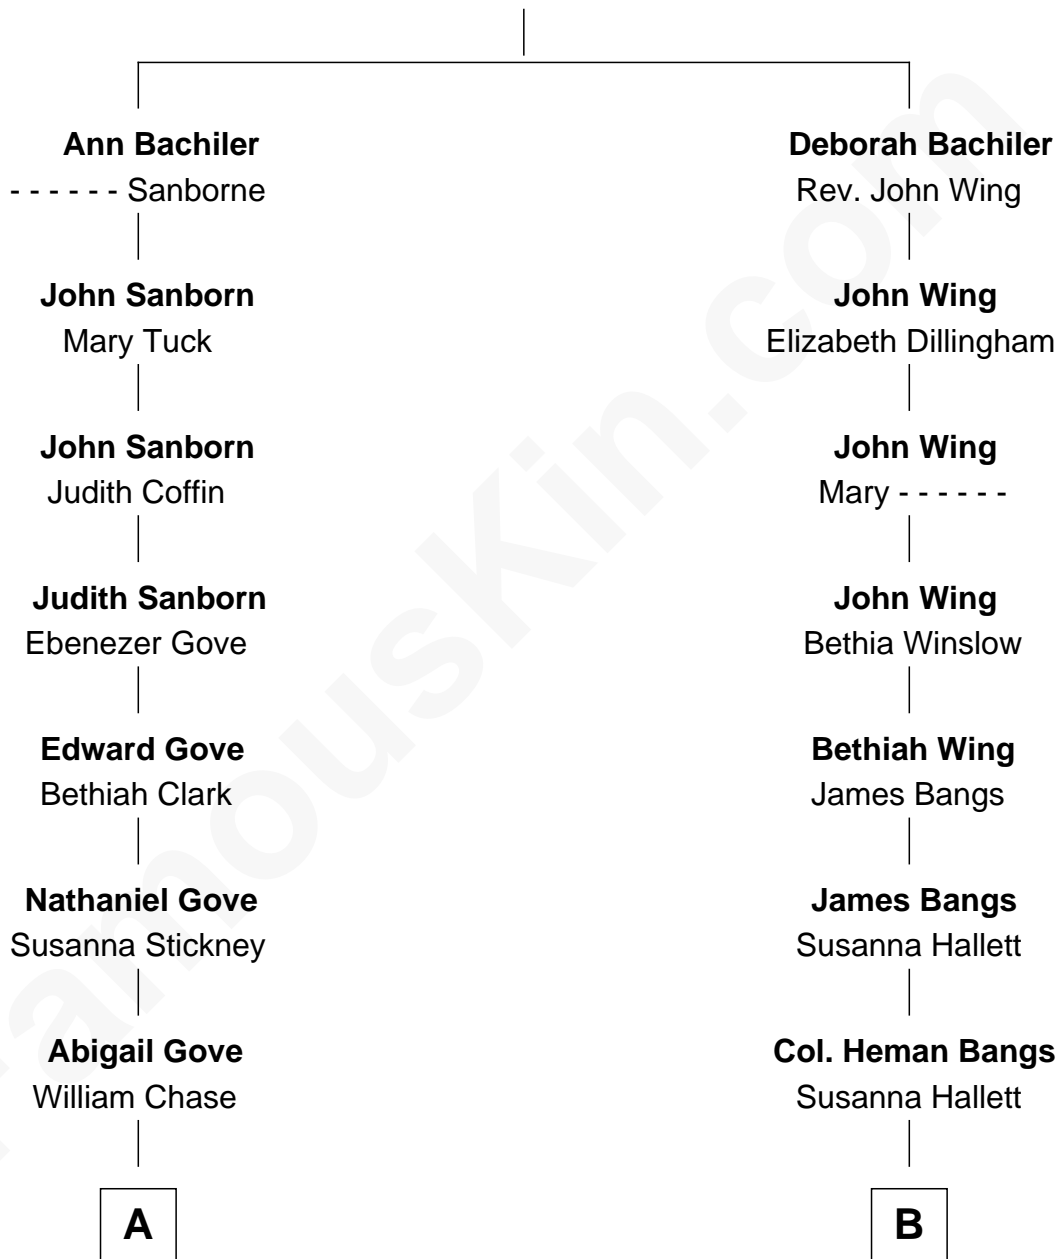 Ann Bachiler
- - - - - - Sanborne
John Sanborn
Mary Tuck
John Sanborn
Judith Coffin
Judith Sanborn
Ebenezer Gove
Edward Gove
Bethiah Clark
Nathaniel Gove
Susanna Stickney
Abigail Gove
William Chase
A
Deborah Bachiler
Rev. John Wing
John Wing
Elizabeth Dillingham
John Wing
Mary - - - - - -
John Wing
Bethia Winslow
Bethiah Wing
James Bangs
James Bangs
Susanna Hallett
Col. Heman Bangs
Susanna Hallett
B
FamousKin.com